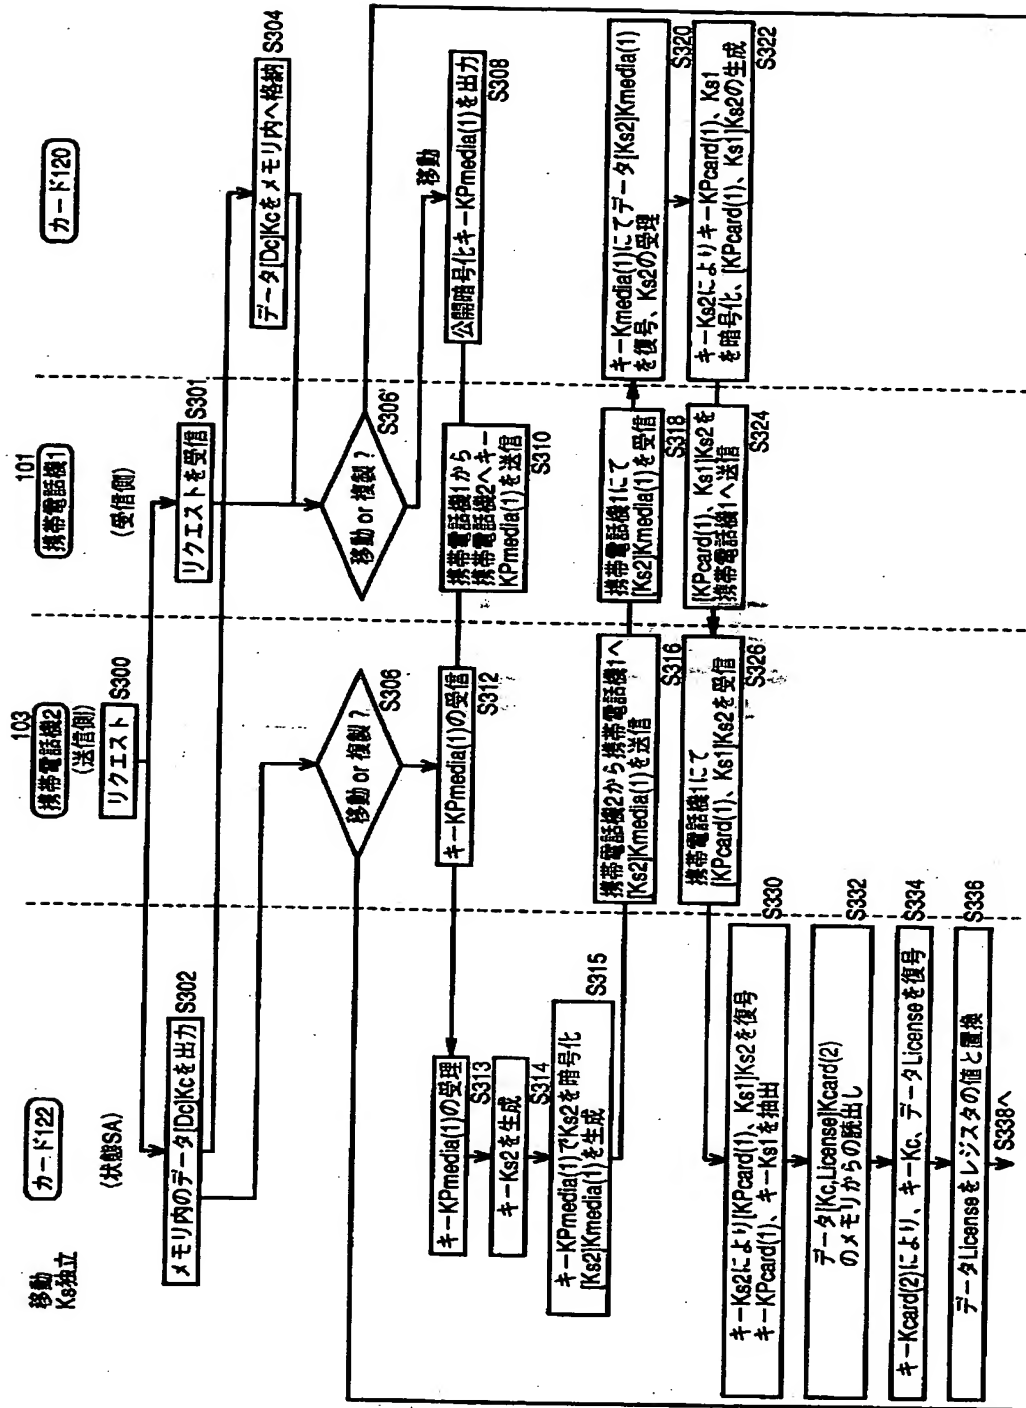 移動
Ks独立
カード122
(状態SA)
103
携帯電話機2
(送信側)
101
携帯電話機1
(受信側)
カード120
リクエスト
S300
リクエストを受信
S301
メモリ内のデータ[Dc]Kcを出力
S302
データ[Dc]Kcをメモリ内へ格納
S304
移動 or 複製 ?
S306
移動 or 複製 ?
S306'
移動
公開暗号化キーKPmedia(1)を出力
S308
携帯電話機1から
携帯電話機2へキー
KPmedia(1)を送信
S310
キーKPmedia(1)の受信
S312
キーKPmedia(1)の受理
S313
キーKs2を生成
S314
キーKPmedia(1)でKs2を暗号化
[Ks2]Kmedia(1)を生成
S315
携帯電話機2から携帯電話機1へ
[Ks2]Kmedia(1)を送信
S316
携帯電話機1にて
[Ks2]Kmedia(1)を受信
S318
キーKmedia(1)にてデータ[Ks2]Kmedia(1)
を復号、Ks2の受理
S320
キーKs2によりキーKPcard(1)、Ks1
を暗号化、[KPcard(1)、Ks1]Ks2の生成
S322
[KPcard(1)、Ks1]Ks2を
携帯電話機1へ送信
S324
携帯電話機1にて
[KPcard(1)、Ks1]Ks2を受信
S326
キーKs2により[KPcard(1)、Ks1]Ks2を復号
キーKPcard(1)、キーKs1を抽出
S330
データ[Kc,License]Kcard(2)
のメモリからの読出し
S332
キーKcard(2)により、キーKc、データLicenseを復号
S334
データLicenseをレジスタの値と置換
S336
S338へ